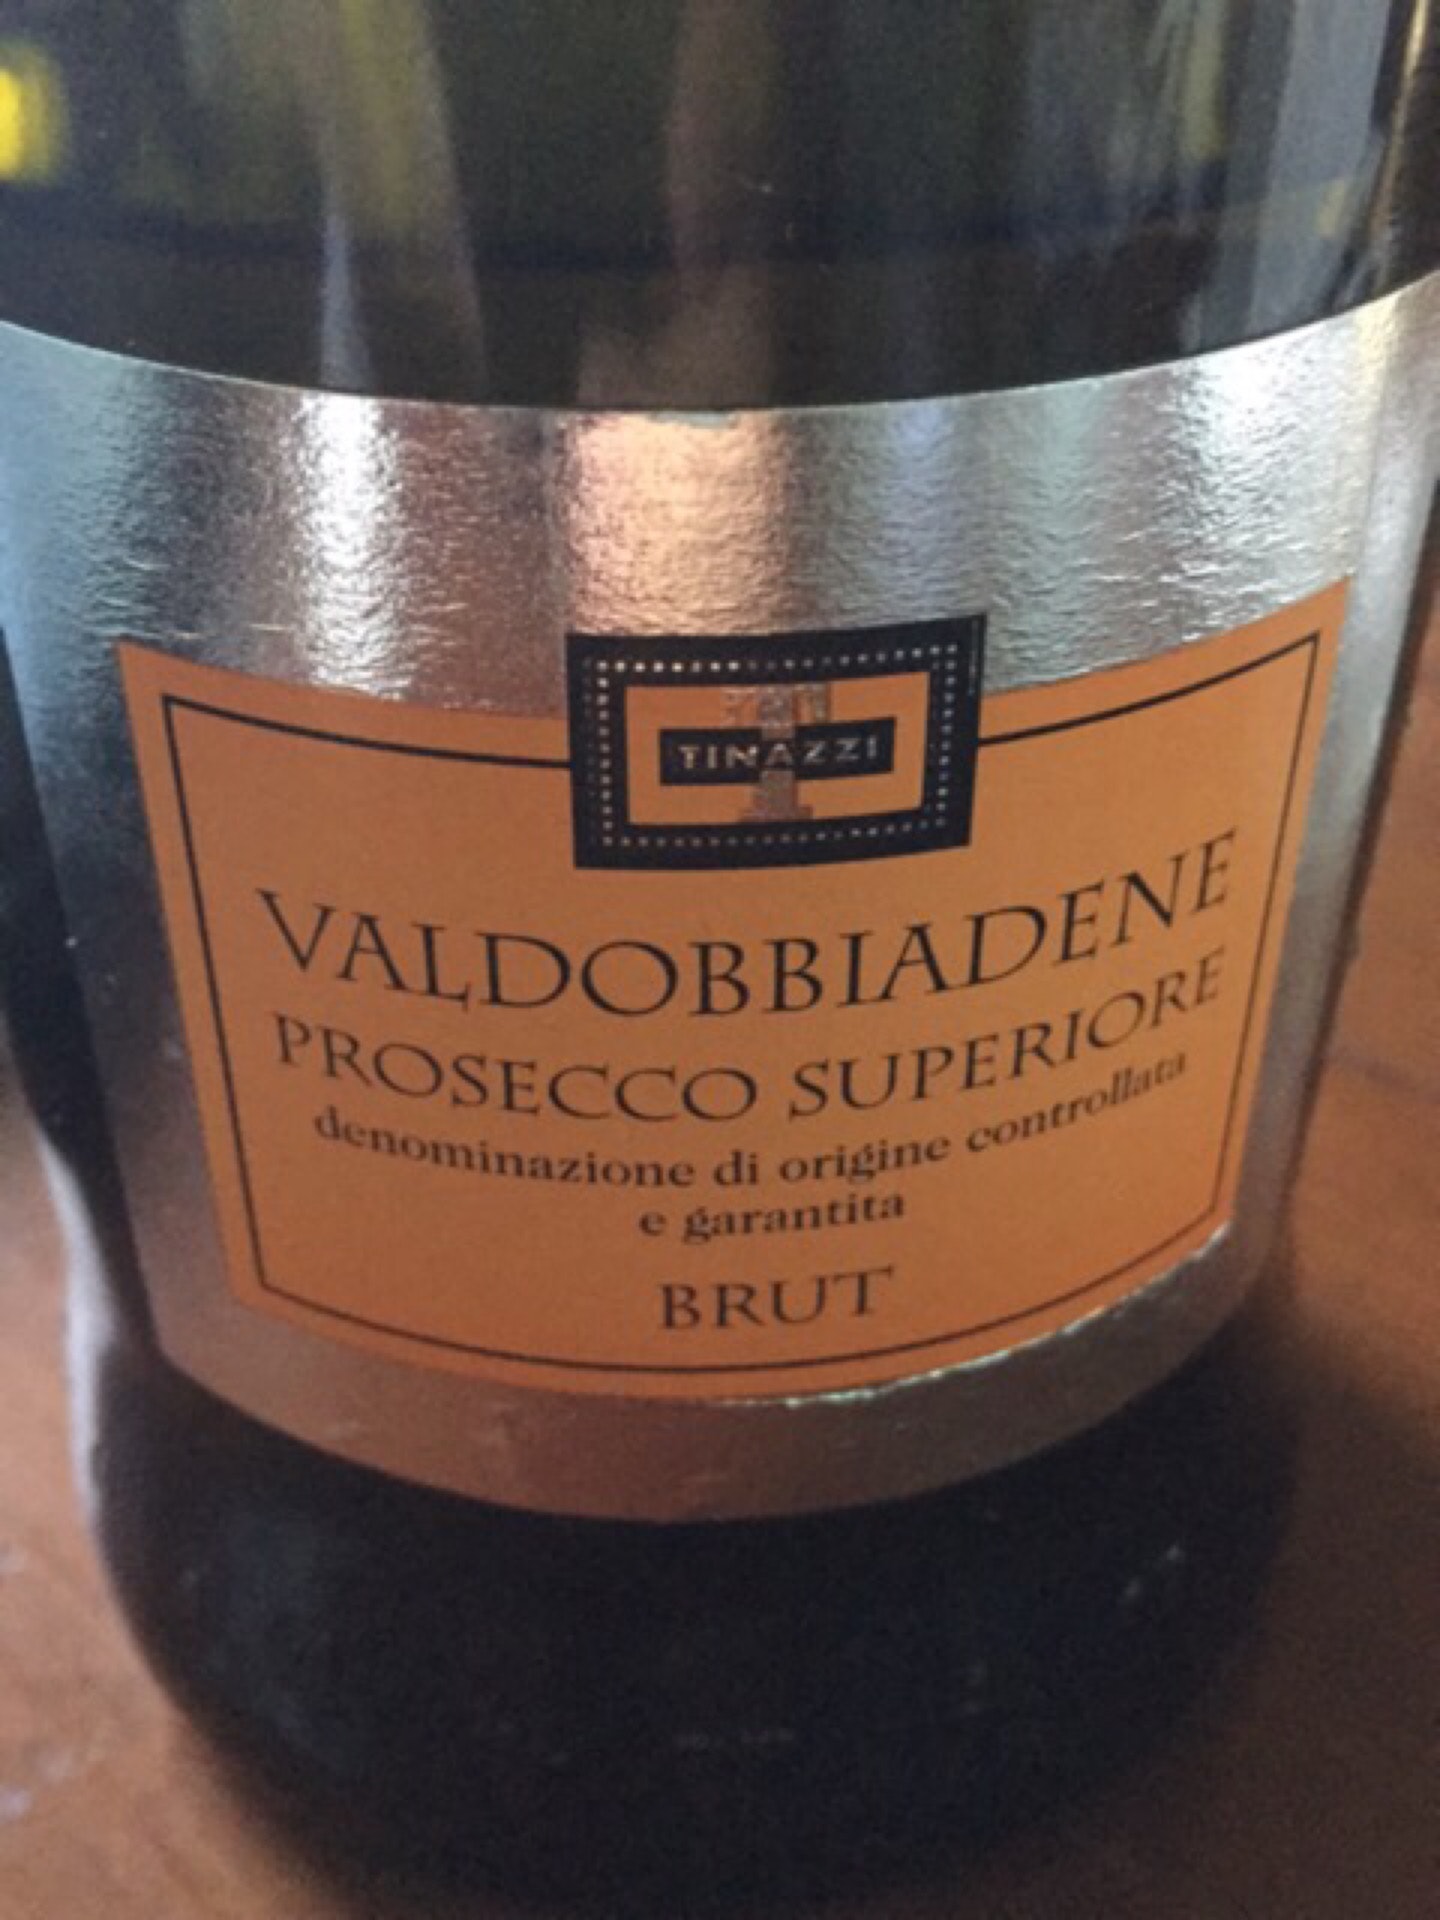 TINAZZI
VALDOBBIADENE
PROSECCO SUPERIORE
denominazione di origine controllata
e garantita
BRUT